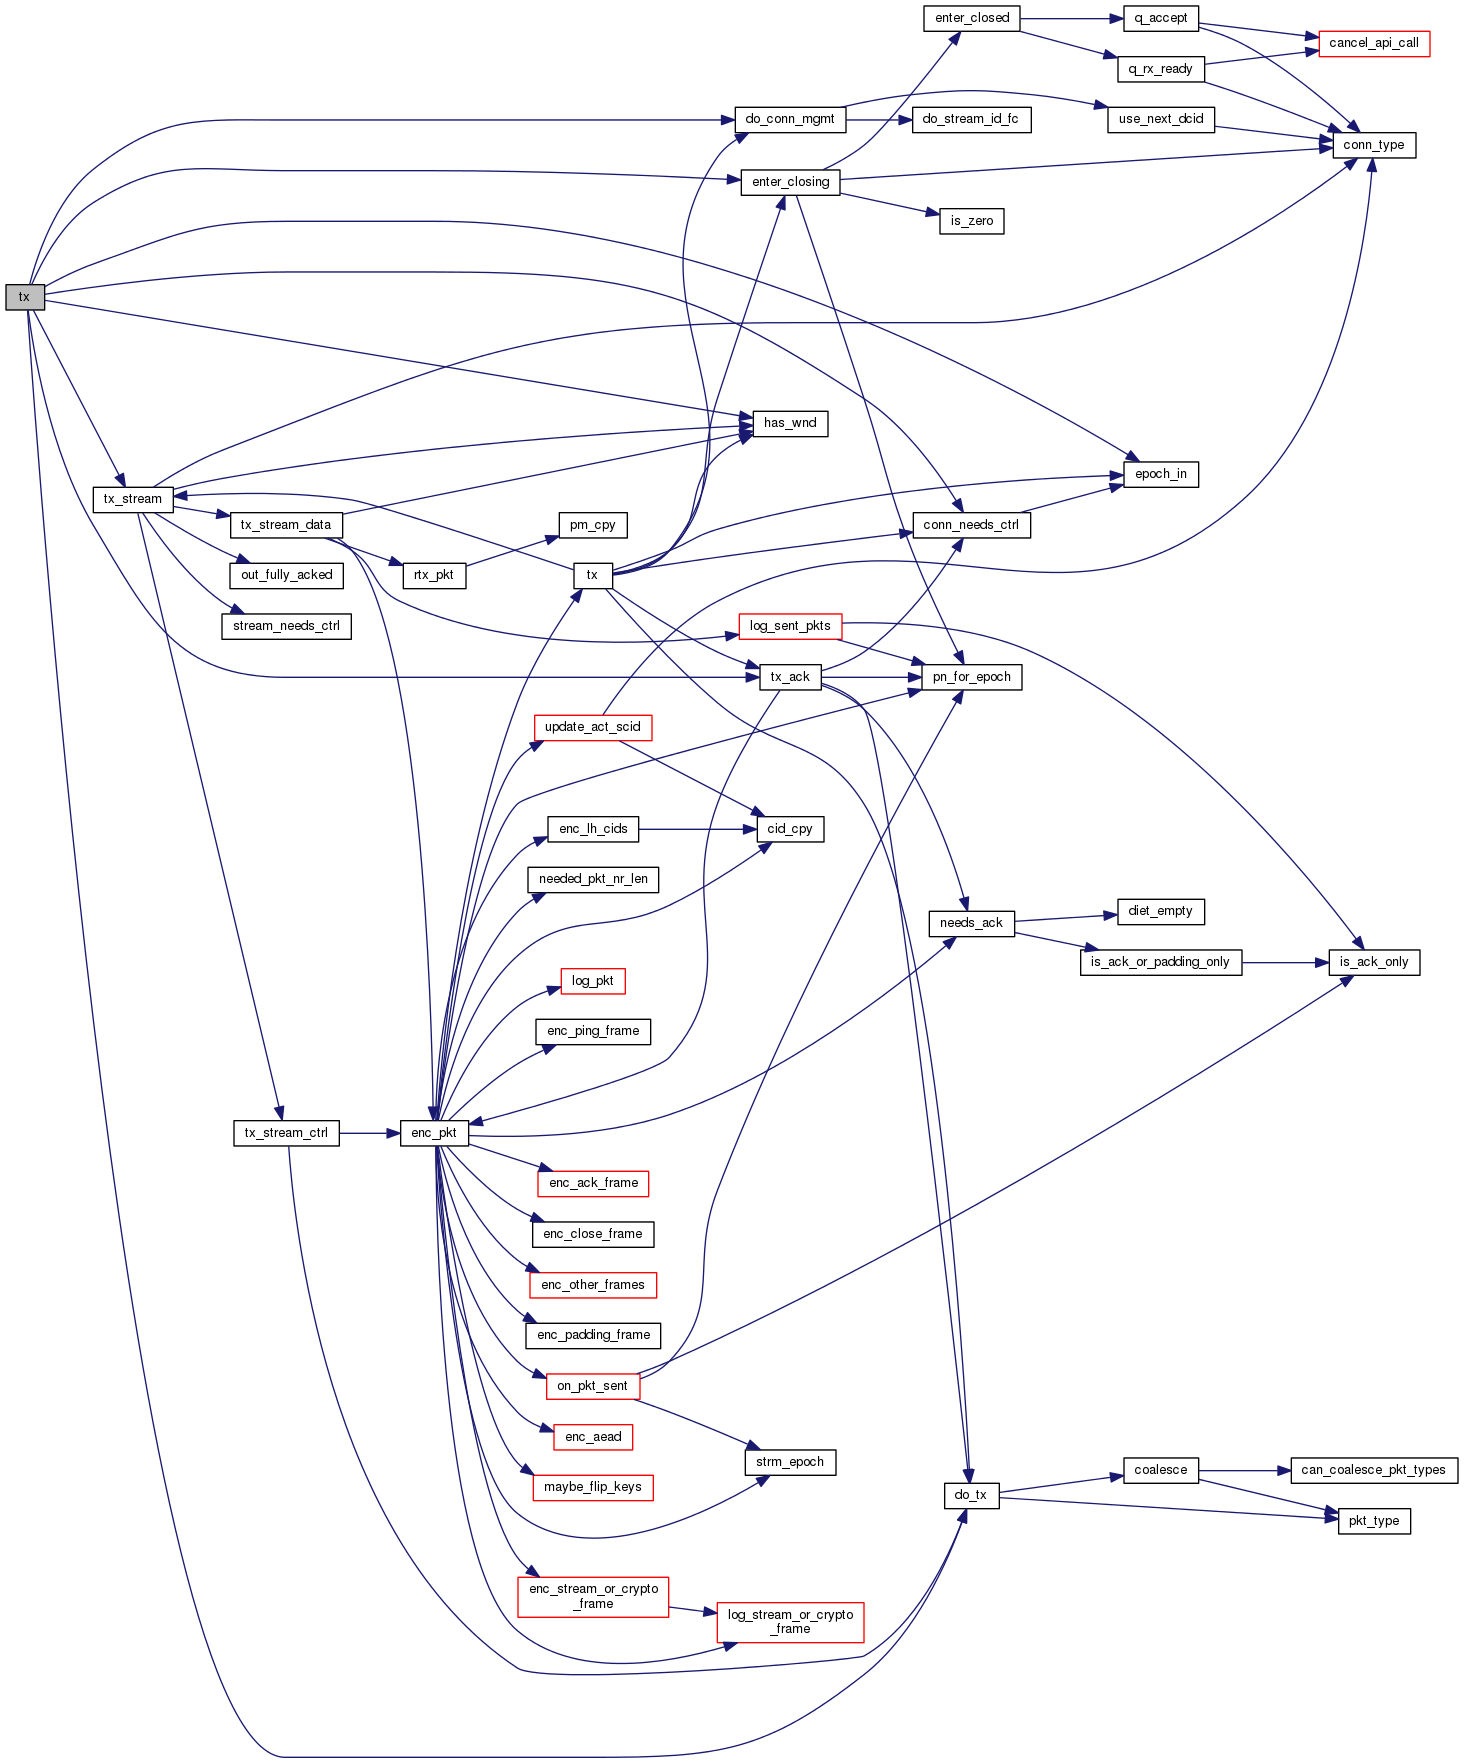 enter_closed
q_accept
cancel_api_call
q_rx_ready
do_conn_mgmt
do_stream_id_fc
use_next_dcid
conn_type
enter_closing
is_zero
tx
has_wnd
epoch_in
tx_stream
tx_stream_data
pm_cpy
conn_needs_ctrl
out_fully_acked
rtx_pkt
tx
stream_needs_ctrl
log_sent_pkts
tx_ack
pn_for_epoch
update_act_scid
enc_lh_cids
cid_cpy
needed_pkt_nr_len
diet_empty
needs_ack
is_ack_or_padding_only
is_ack_only
log_pkt
enc_ping_frame
tx_stream_ctrl
enc_pkt
enc_ack_frame
enc_close_frame
enc_other_frames
enc_padding_frame
on_pkt_sent
enc_aead
strm_epoch
coalesce
can_coalesce_pkt_types
maybe_flip_keys
do_tx
pkt_type
enc_stream_or_crypto
_frame
log_stream_or_crypto
_frame